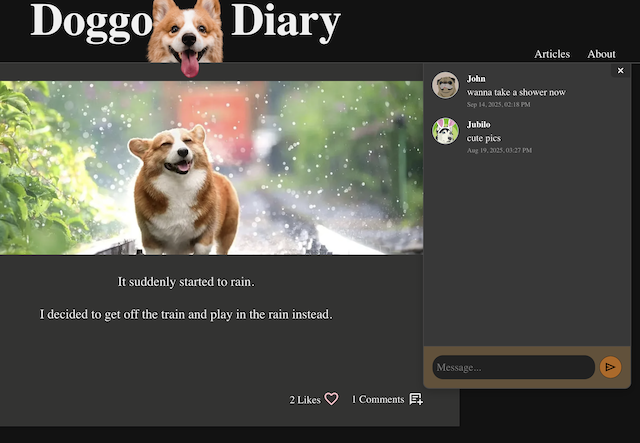 Doggo Diary
Articles About
It suddenly started to rain.
I decided to get off the train and play in the rain instead.
2 Likes 1 Comments
John
wanna take a shower now
Sep 14, 2025, 02:18 PM
Jubilo
cute pics
Aug 19, 2025, 03:27 PM
Message...